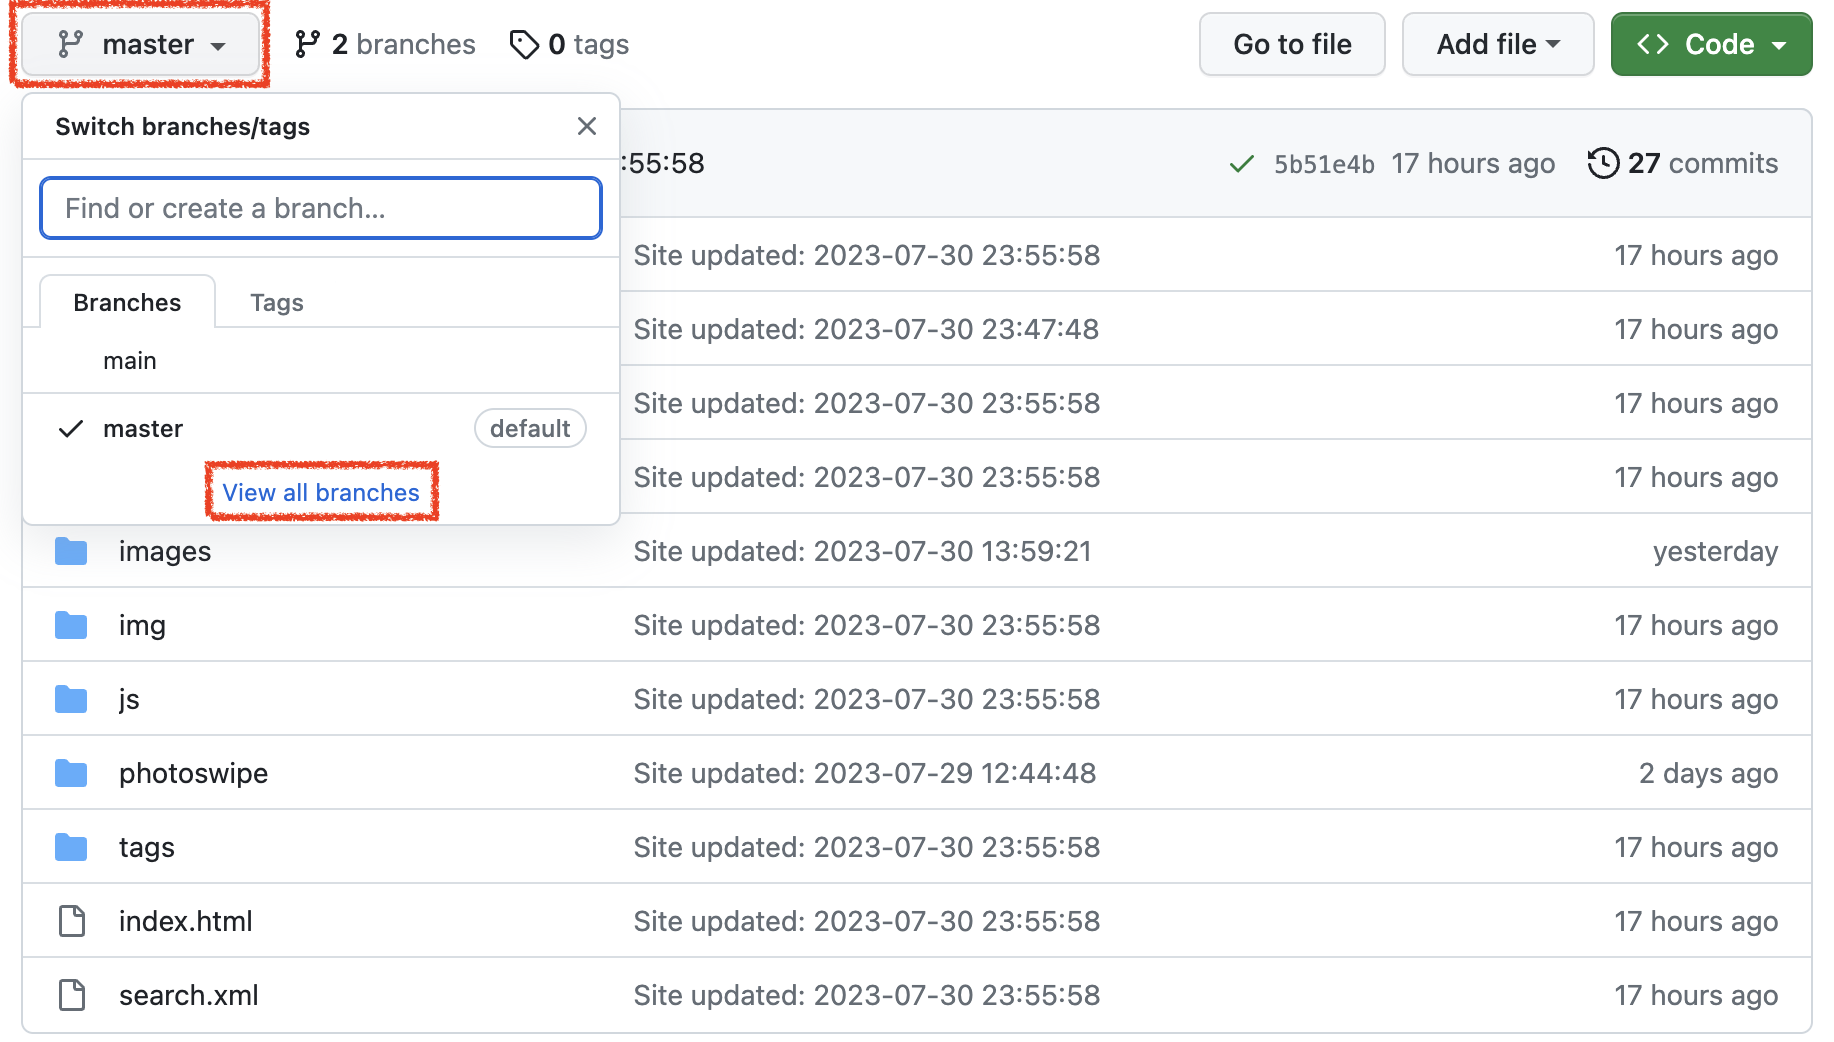 master 2 branches 0 tags Go to file Add file <> Code
Switch branches/tags
:55:58 5b51e4b 17 hours ago 27 commits
Find or create a branch...
Site updated: 2023-07-30 23:55:58 17 hours ago
Branches Tags
Site updated: 2023-07-30 23:47:48 17 hours ago
main
Site updated: 2023-07-30 23:55:58 17 hours ago
master default
Site updated: 2023-07-30 23:55:58 17 hours ago
View all branches
images Site updated: 2023-07-30 13:59:21 yesterday
img Site updated: 2023-07-30 23:55:58 17 hours ago
js Site updated: 2023-07-30 23:55:58 17 hours ago
photoswipe Site updated: 2023-07-29 12:44:48 2 days ago
tags Site updated: 2023-07-30 23:55:58 17 hours ago
index.html Site updated: 2023-07-30 23:55:58 17 hours ago
search.xml Site updated: 2023-07-30 23:55:58 17 hours ago